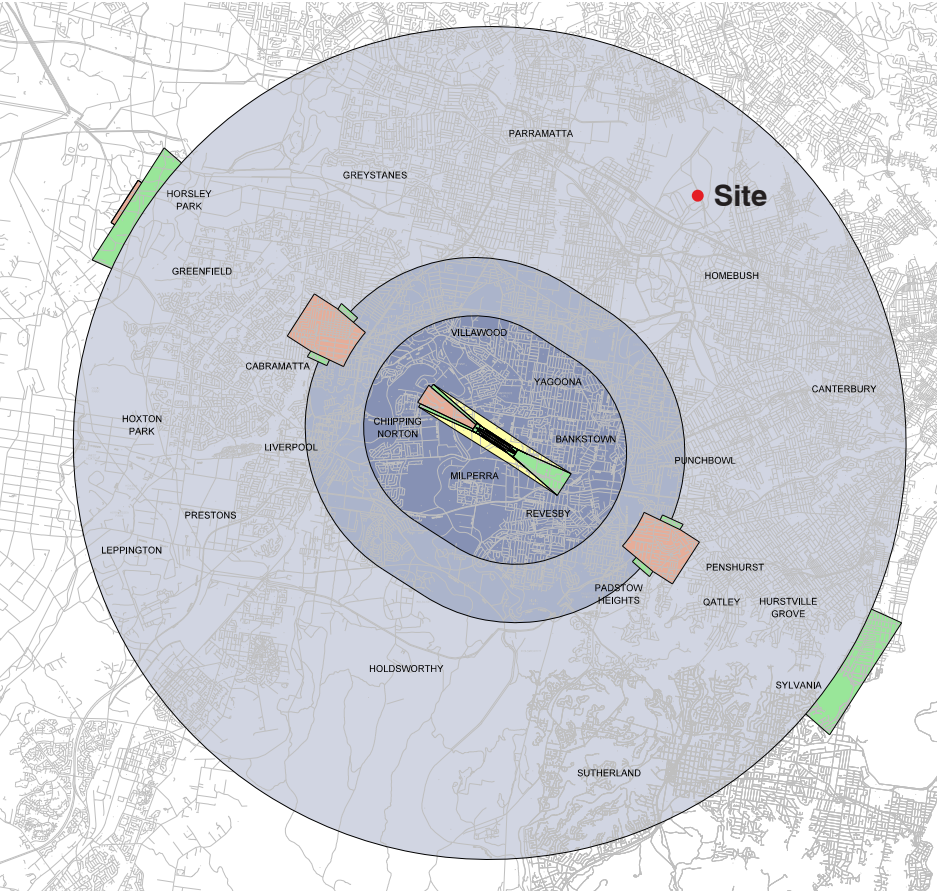 PARRAMATTA
GREYSTANES
HORSLEY
PARK
Site
GREENFIELD
HOMEBUSH
VILLAWOOD
CABRAMATTA
YAGOONA
CANTERBURY
HOXTON
PARK
CHIIPPING
NORTON
BANKSTOWN
LIVERPOOL
PUNCHBOWL
MILPERRA
PRESTONS
REVESBY
LEPPINGTON
PENSHURST
PADSTOW
HEIGHTS
QATLEY
HURSTVILLE
GROVE
HOLDSWORTHY
SYLVANIA
SUTHERLAND